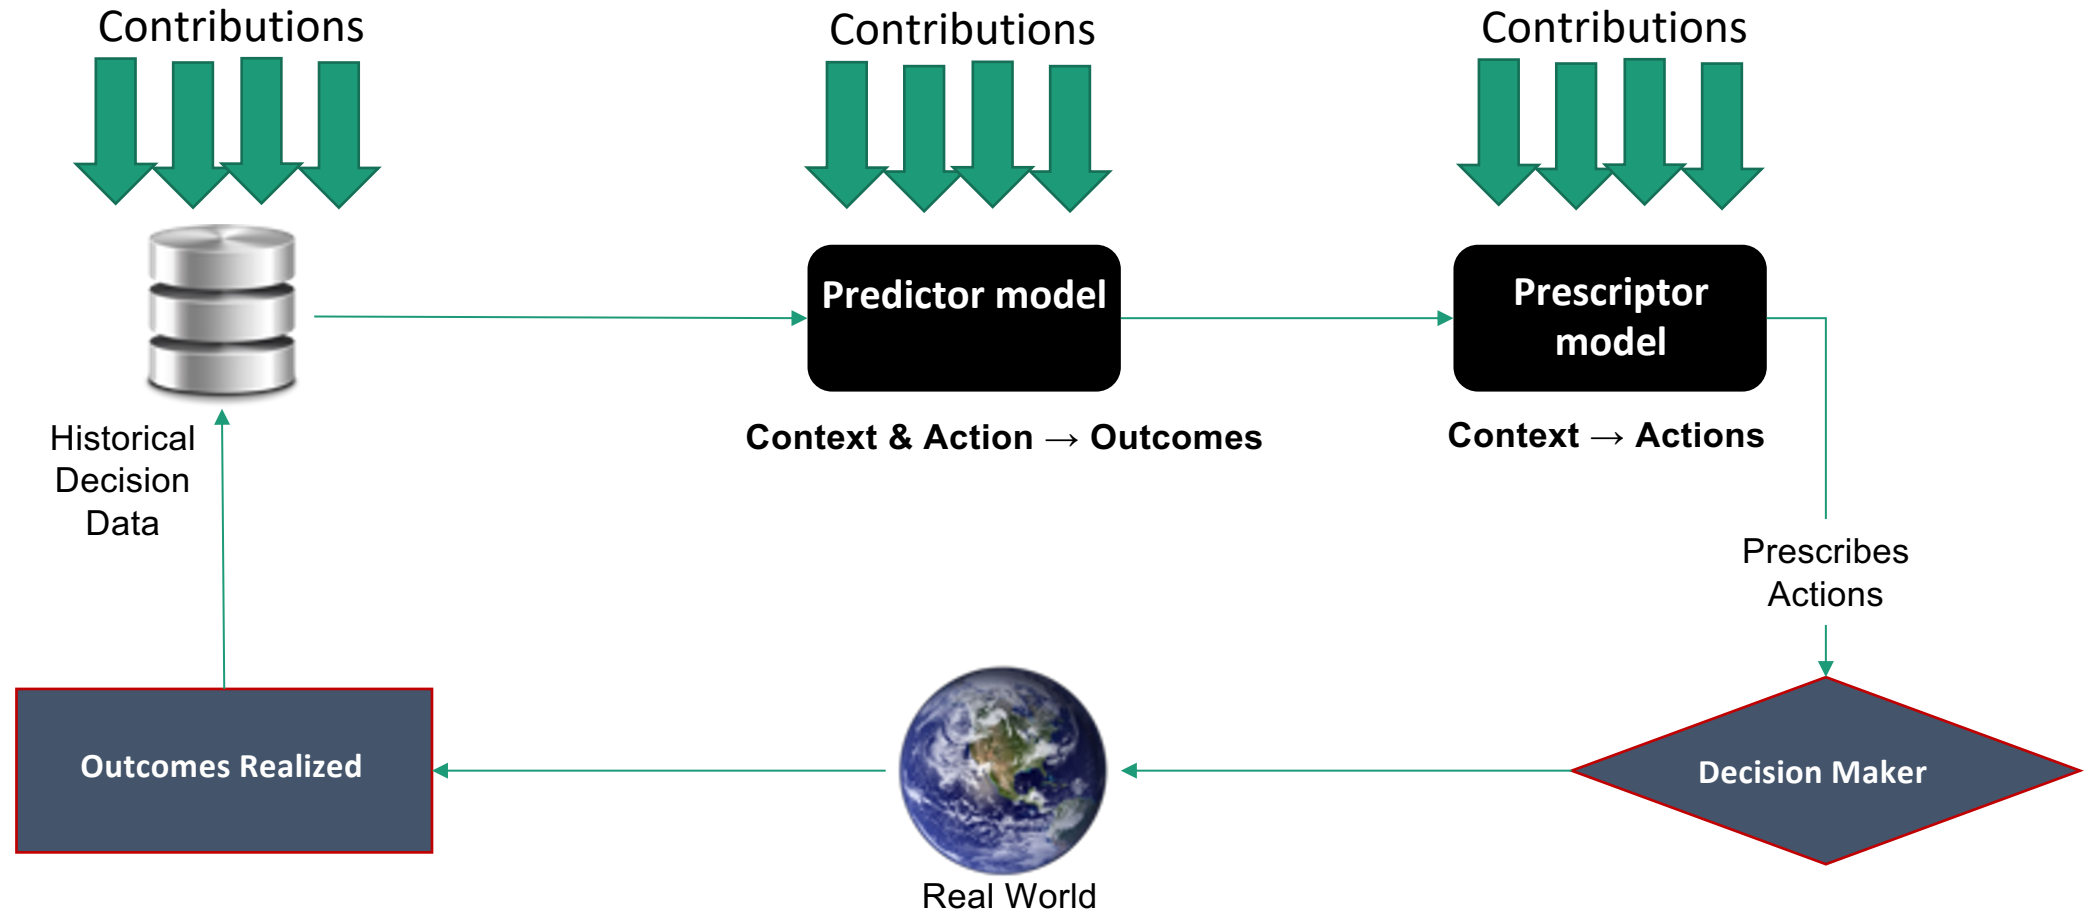 Contributions
Contributions
Contributions
Predictor model
Prescriptor
model
Context & Action → Outcomes
Context → Actions
Historical
Decision
Data
Prescribes
Actions
Outcomes Realized
Decision Maker
Real World